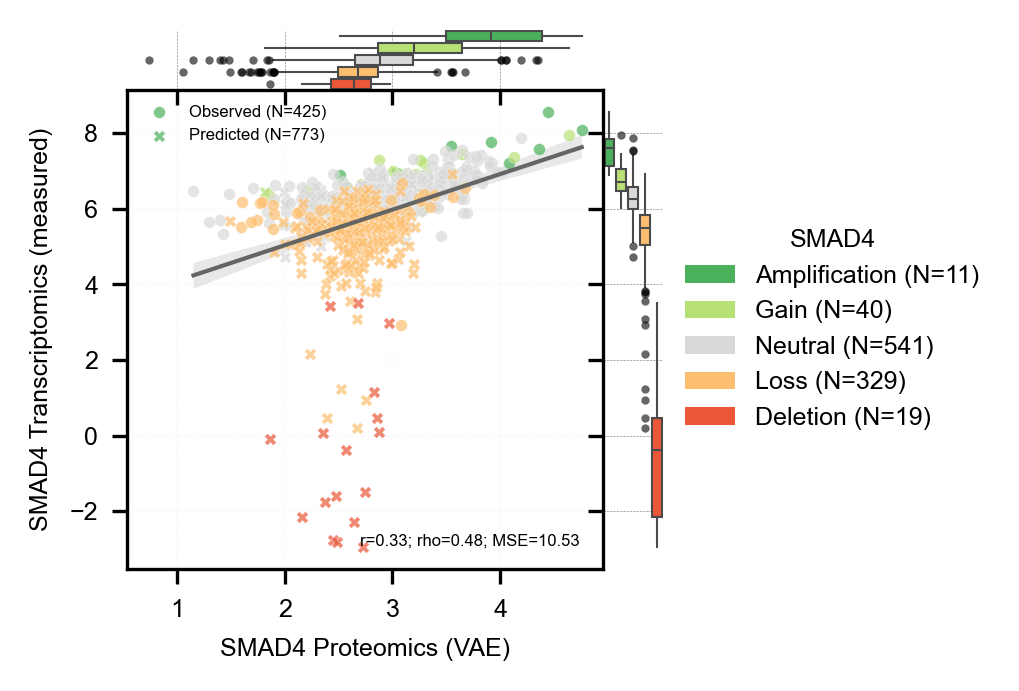 Observed (N=425)
Predicted (N=773)
SMAD4 Transcriptomics (measured)
8
6
4
2
0
−2
r=0.33; rho=0.48; MSE=10.53
1
2
3
4
SMAD4 Proteomics (VAE)
SMAD4
Amplification (N=11)
Gain (N=40)
Neutral (N=541)
Loss (N=329)
Deletion (N=19)